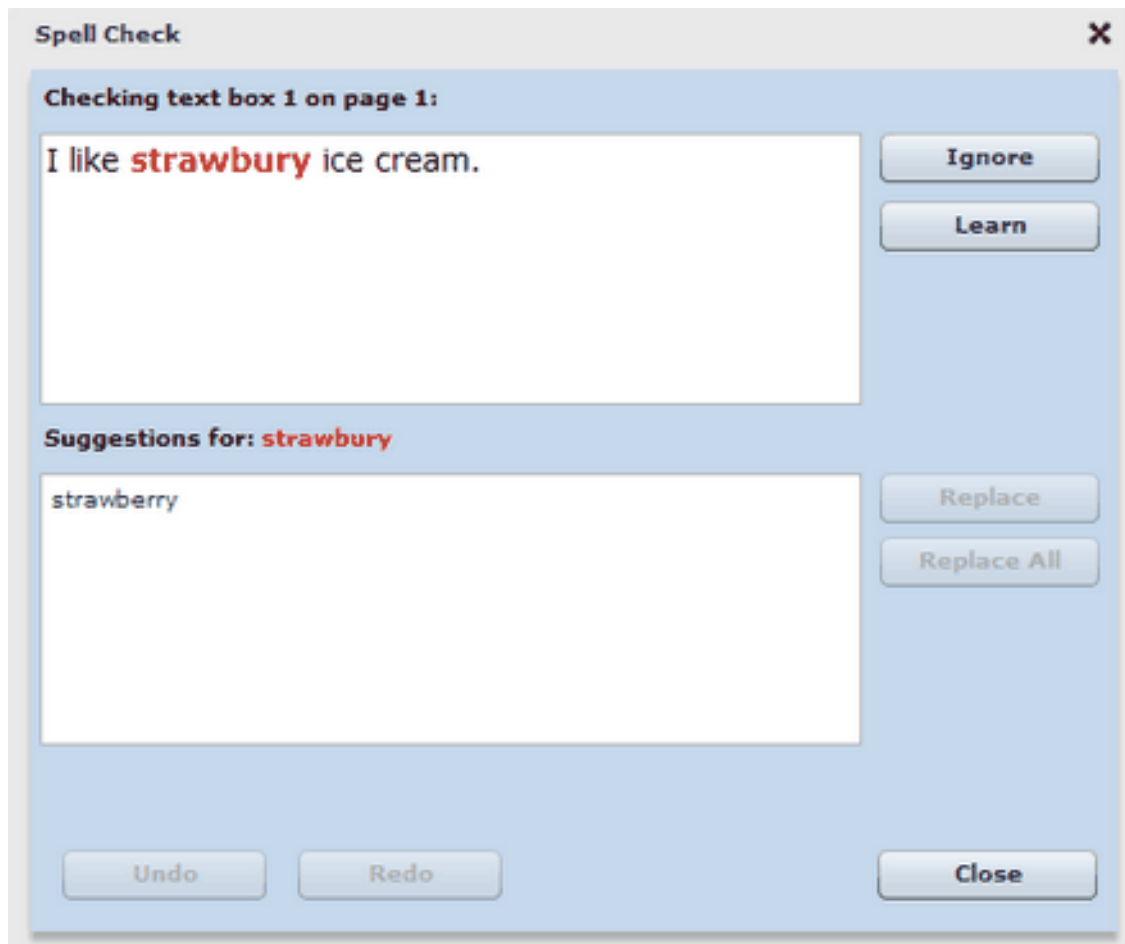 Spell Check
Checking text box 1 on page 1:
I like strawbury ice cream.
Ignore
Learn
Suggestions for: strawbury
strawberry
Replace
Replace All
Undo Redo Close